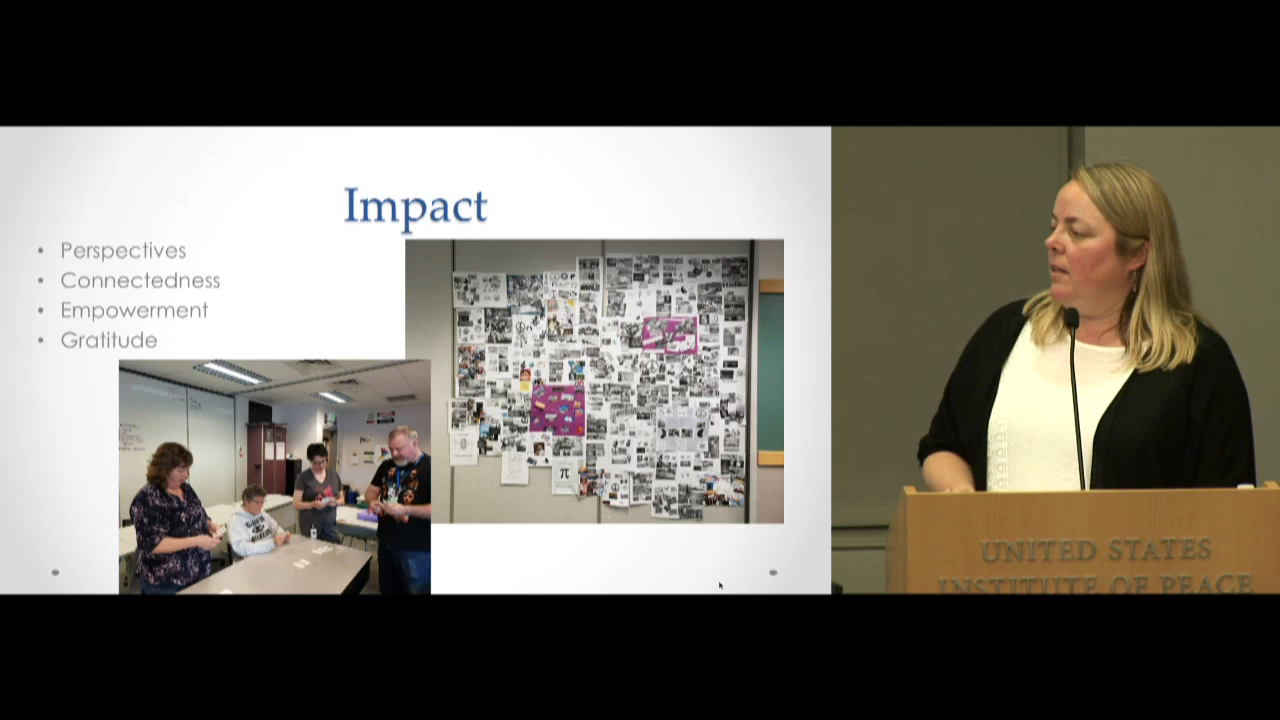 Impact
• Perspectives
• Connectedness
• Empowerment
• Gratitude
π
UNITED STATES
INSTITUTE OF PEACE